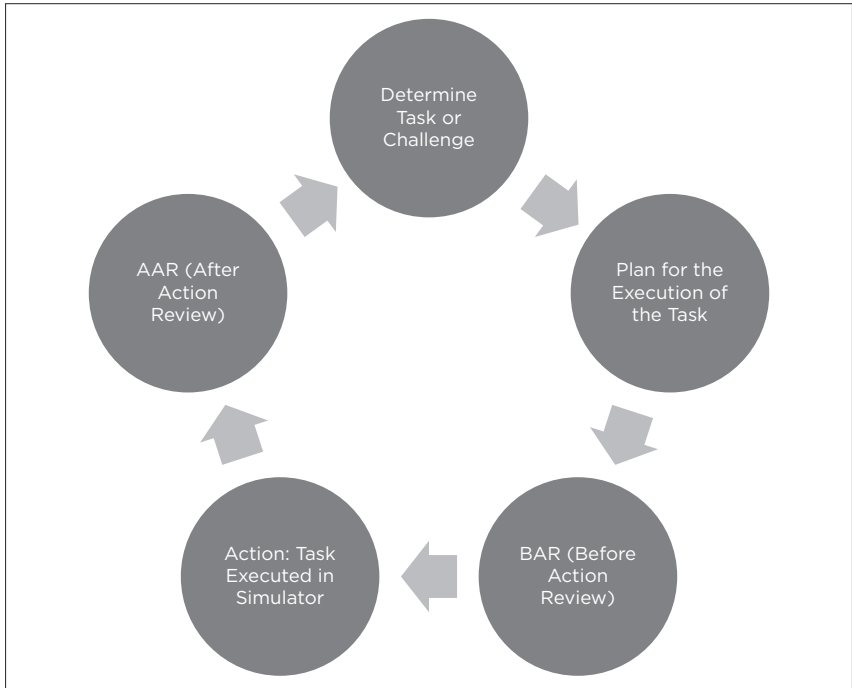 Determine
Task or
Challenge
Plan for the
Execution of
the Task
BAR (Before
Action
Review)
Action: Task
Executed in
Simulator
AAR (After
Action
Review)